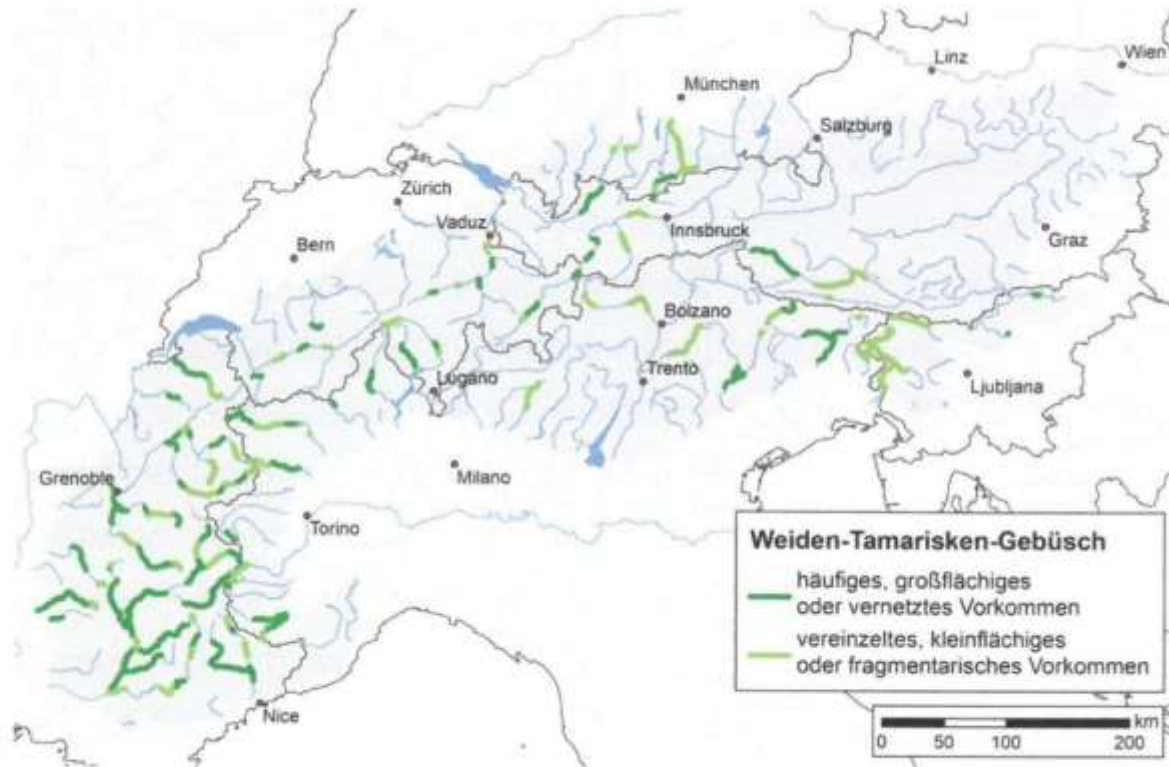 Linz
Wien
München
Salzburg
Zürich
Vaduz
Innsbruck
Bern
Graz
Bolzano
Lugano
Trento
Ljubljana
Grenoble
Milano
Torino
Nice
Weiden-Tamarisken-Gebüsch
häufiges, großflächiges
oder vernetztes Vorkommen
vereinzeltes, kleinflächiges
oder fragmentarisches Vorkommen
km
0 50 100 200